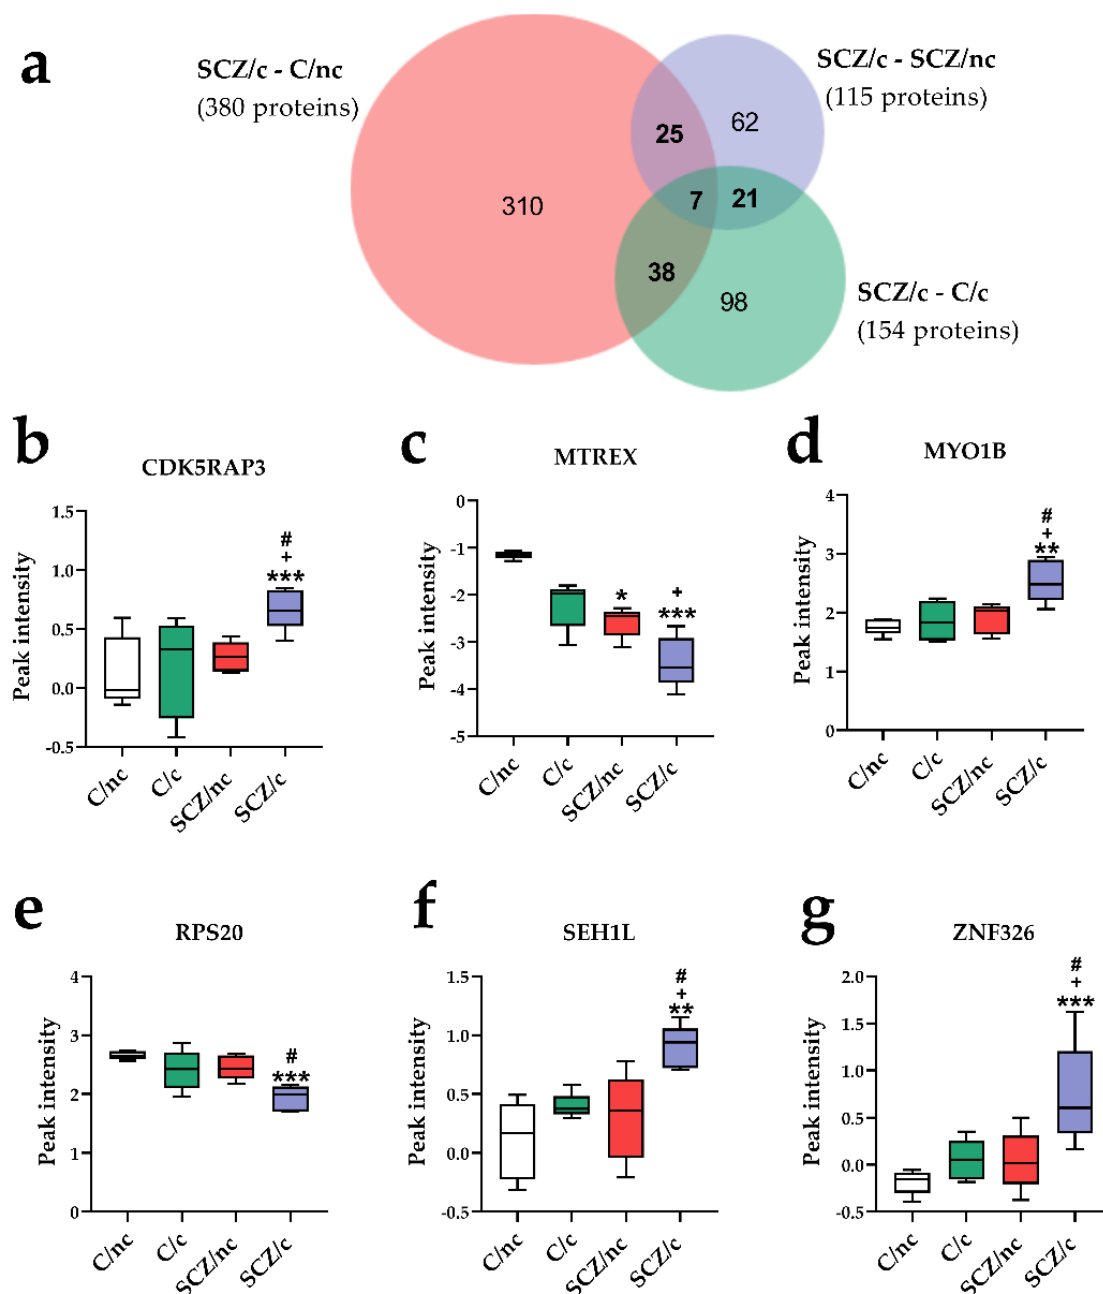 a
SCZ/c - C/nc
(380 proteins)
SCZ/c - SCZ/nc
(115 proteins)
25
62
310
7
21
38
98
SCZ/c - C/c
(154 proteins)
b
CDK5RAP3
Peak intensity
1.5
1.0
0.5
0.0
-0.5
#
+
***
C/nc
C/c
SCZ/nc
SCZ/c
c
MTREX
Peak intensity
0
-1
-2
-3
-4
-5
*
+
***
C/nc
C/c
SCZ/nc
SCZ/c
d
MYO1B
Peak intensity
4
3
2
1
0
#
+
**
C/nc
C/c
SCZ/nc
SCZ/c
e
RPS20
Peak intensity
4
3
2
1
0
#
***
C/nc
C/c
SCZ/nc
SCZ/c
f
SEH1L
Peak intensity
1.5
1.0
0.5
0.0
-0.5
#
+
**
C/nc
C/c
SCZ/nc
SCZ/c
g
ZNF326
Peak intensity
2.0
1.5
1.0
0.5
0.0
-0.5
#
+
***
C/nc
C/c
SCZ/nc
SCZ/c